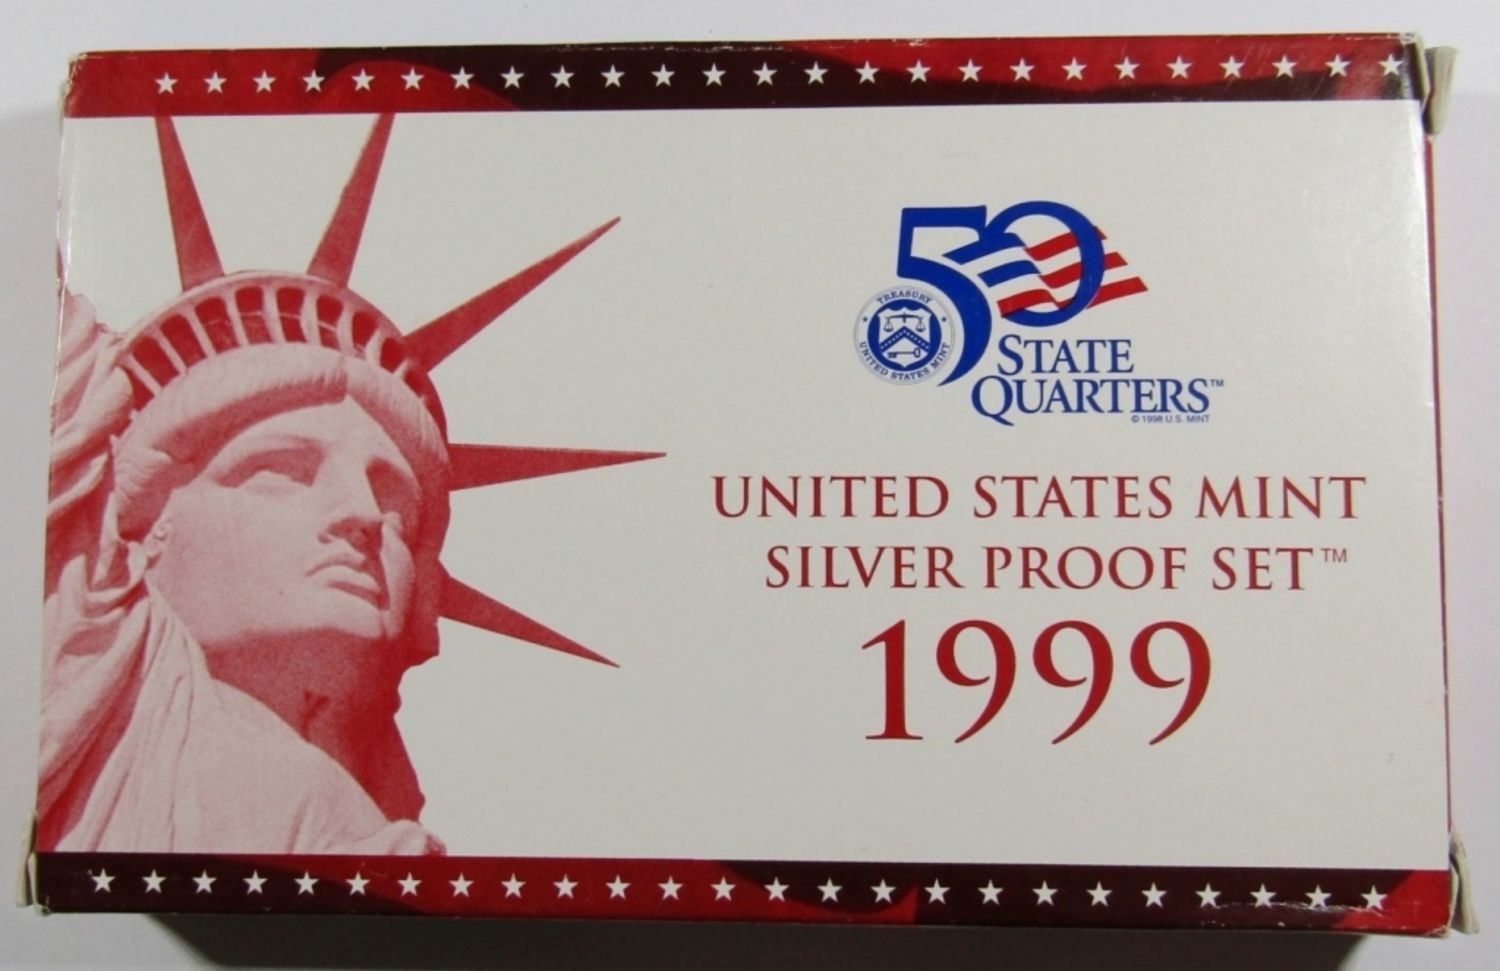 50
TREASURY
UNITED STATES MINT
STATE
QUARTERS™
© 1998 U.S. MINT
UNITED STATES MINT
SILVER PROOF SET™
1999